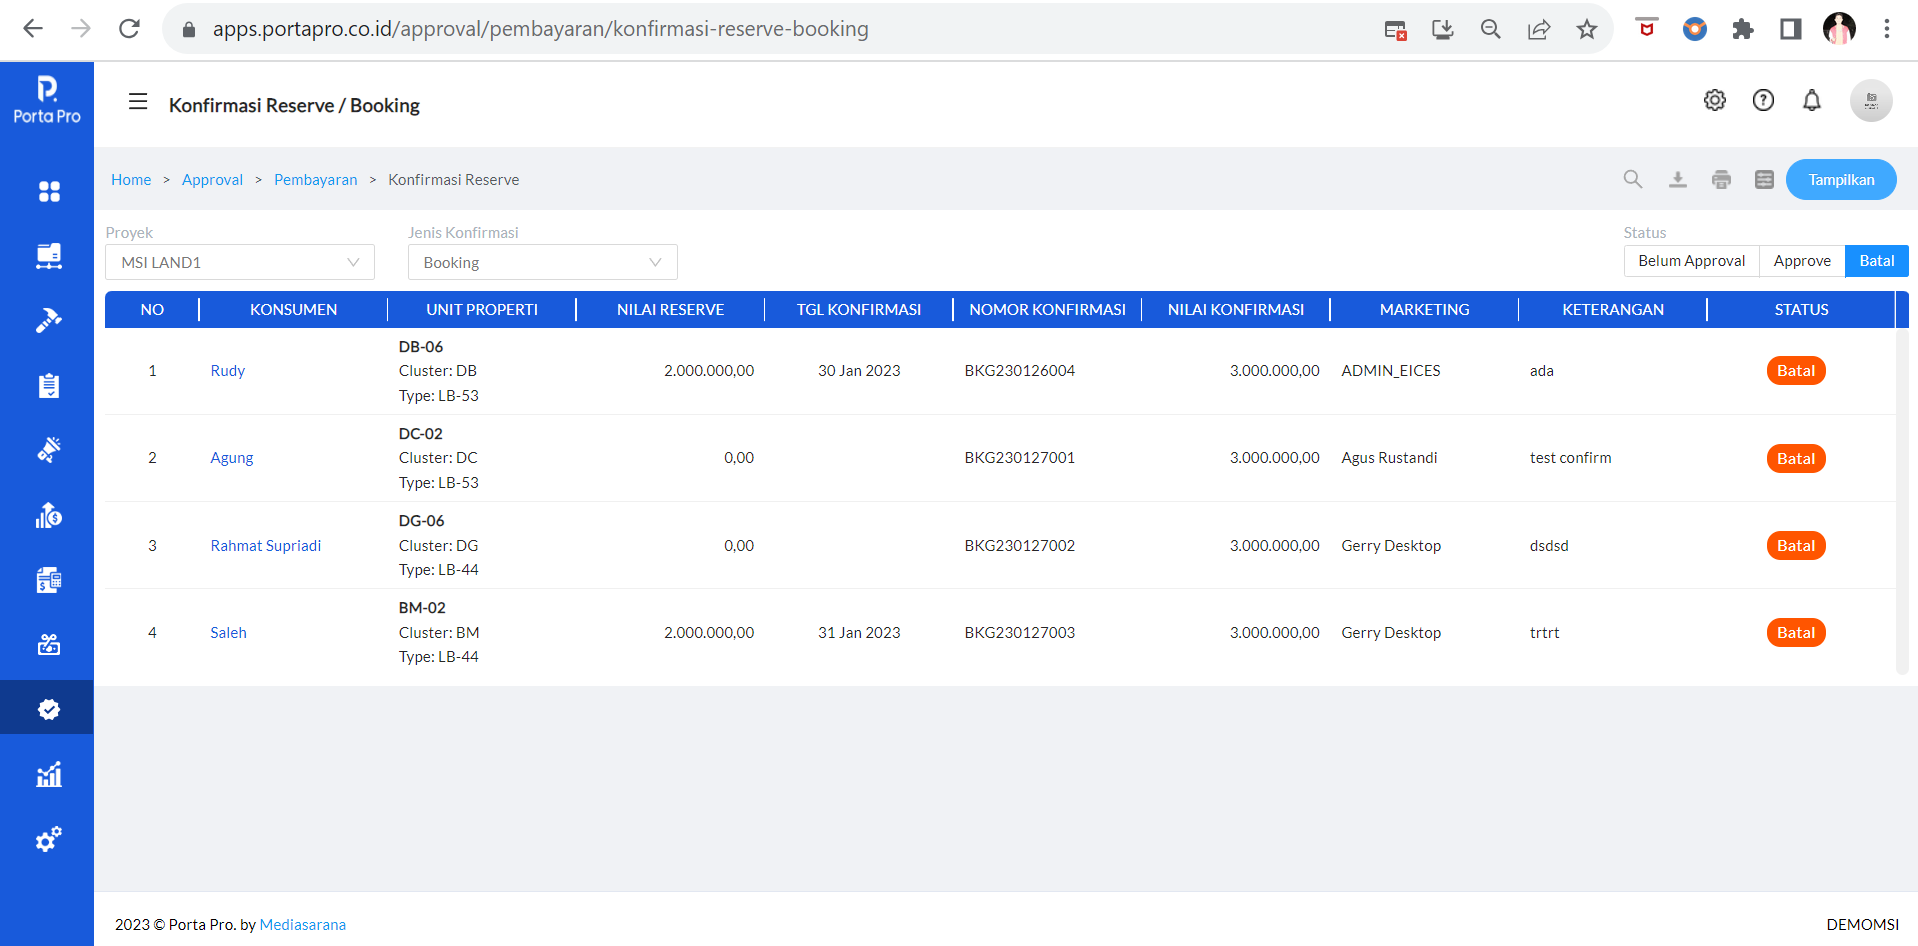 apps.portapro.co.id/approval/pembayaran/konfirmasi-reserve-booking
P.
Porta Pro
Konfirmasi Reserve / Booking
Home > Approval > Pembayaran > Konfirmasi Reserve
Tampilkan
Proyek
Jenis Konfirmasi
Status
MSI LAND1
Booking
Belum Approval Approve Batal
NO KONSUMEN UNIT PROPERTI NILAI RESERVE TGL KONFIRMASI NOMOR KONFIRMASI NILAI KONFIRMASI MARKETING KETERANGAN STATUS
DB-06
1 Rudy Cluster: DB 2.000.000,00 30 Jan 2023 BKG230126004 3.000.000,00 ADMIN_EICES ada Batal
Type: LB-53
DC-02
2 Agung Cluster: DC 0,00 BKG230127001 3.000.000,00 Agus Rustandi test confirm Batal
Type: LB-53
DG-06
3 Rahmat Supriadi Cluster: DG 0,00 BKG230127002 3.000.000,00 Gerry Desktop dsdsd Batal
Type: LB-44
BM-02
4 Saleh Cluster: BM 2.000.000,00 31 Jan 2023 BKG230127003 3.000.000,00 Gerry Desktop trtrt Batal
Type: LB-44
2023 © Porta Pro. by Mediasarana
DEMOMSI